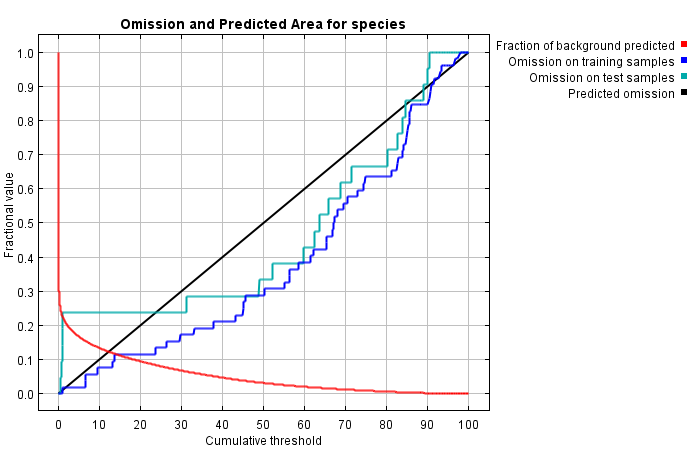 Omission and Predicted Area for species
Fraction of background predicted
Omission on training samples
Omission on test samples
Predicted omission
Fractional value
1.0
0.9
0.8
0.7
0.6
0.5
0.4
0.3
0.2
0.1
0.0
0 10 20 30 40 50 60 70 80 90 100
Cumulative threshold